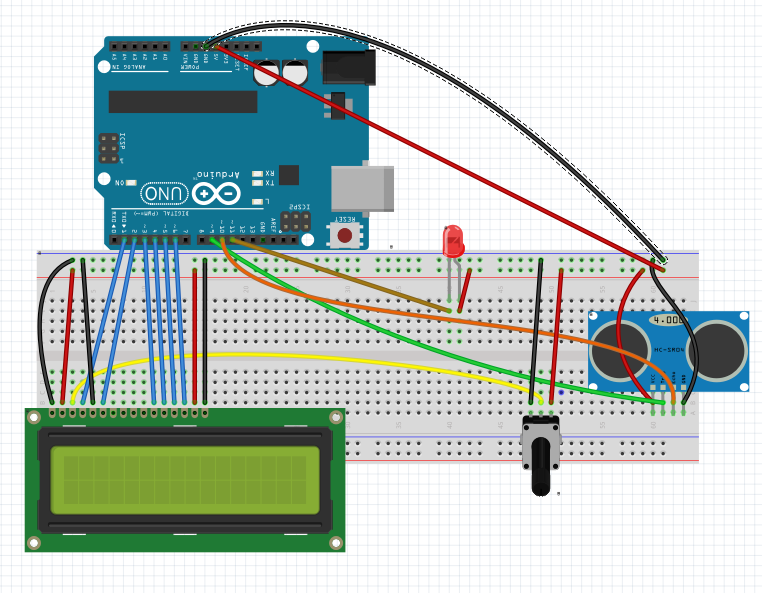 A5 A4 A3 A2 A1 A0
VIN GND GND 5V 3V3
ANALOG IN
POWER
RESET
ICSP
Arduino
RX
TX
L
ON
UNO
ICSP2
DIGITAL (PWM~)
RESET
RX◄0 TX►1 2 ~3 4 ~5 ~6 7 8 ~9 ~10 ~11 12 13 GND AREF
4.000
HC-SR04
VCC
GND